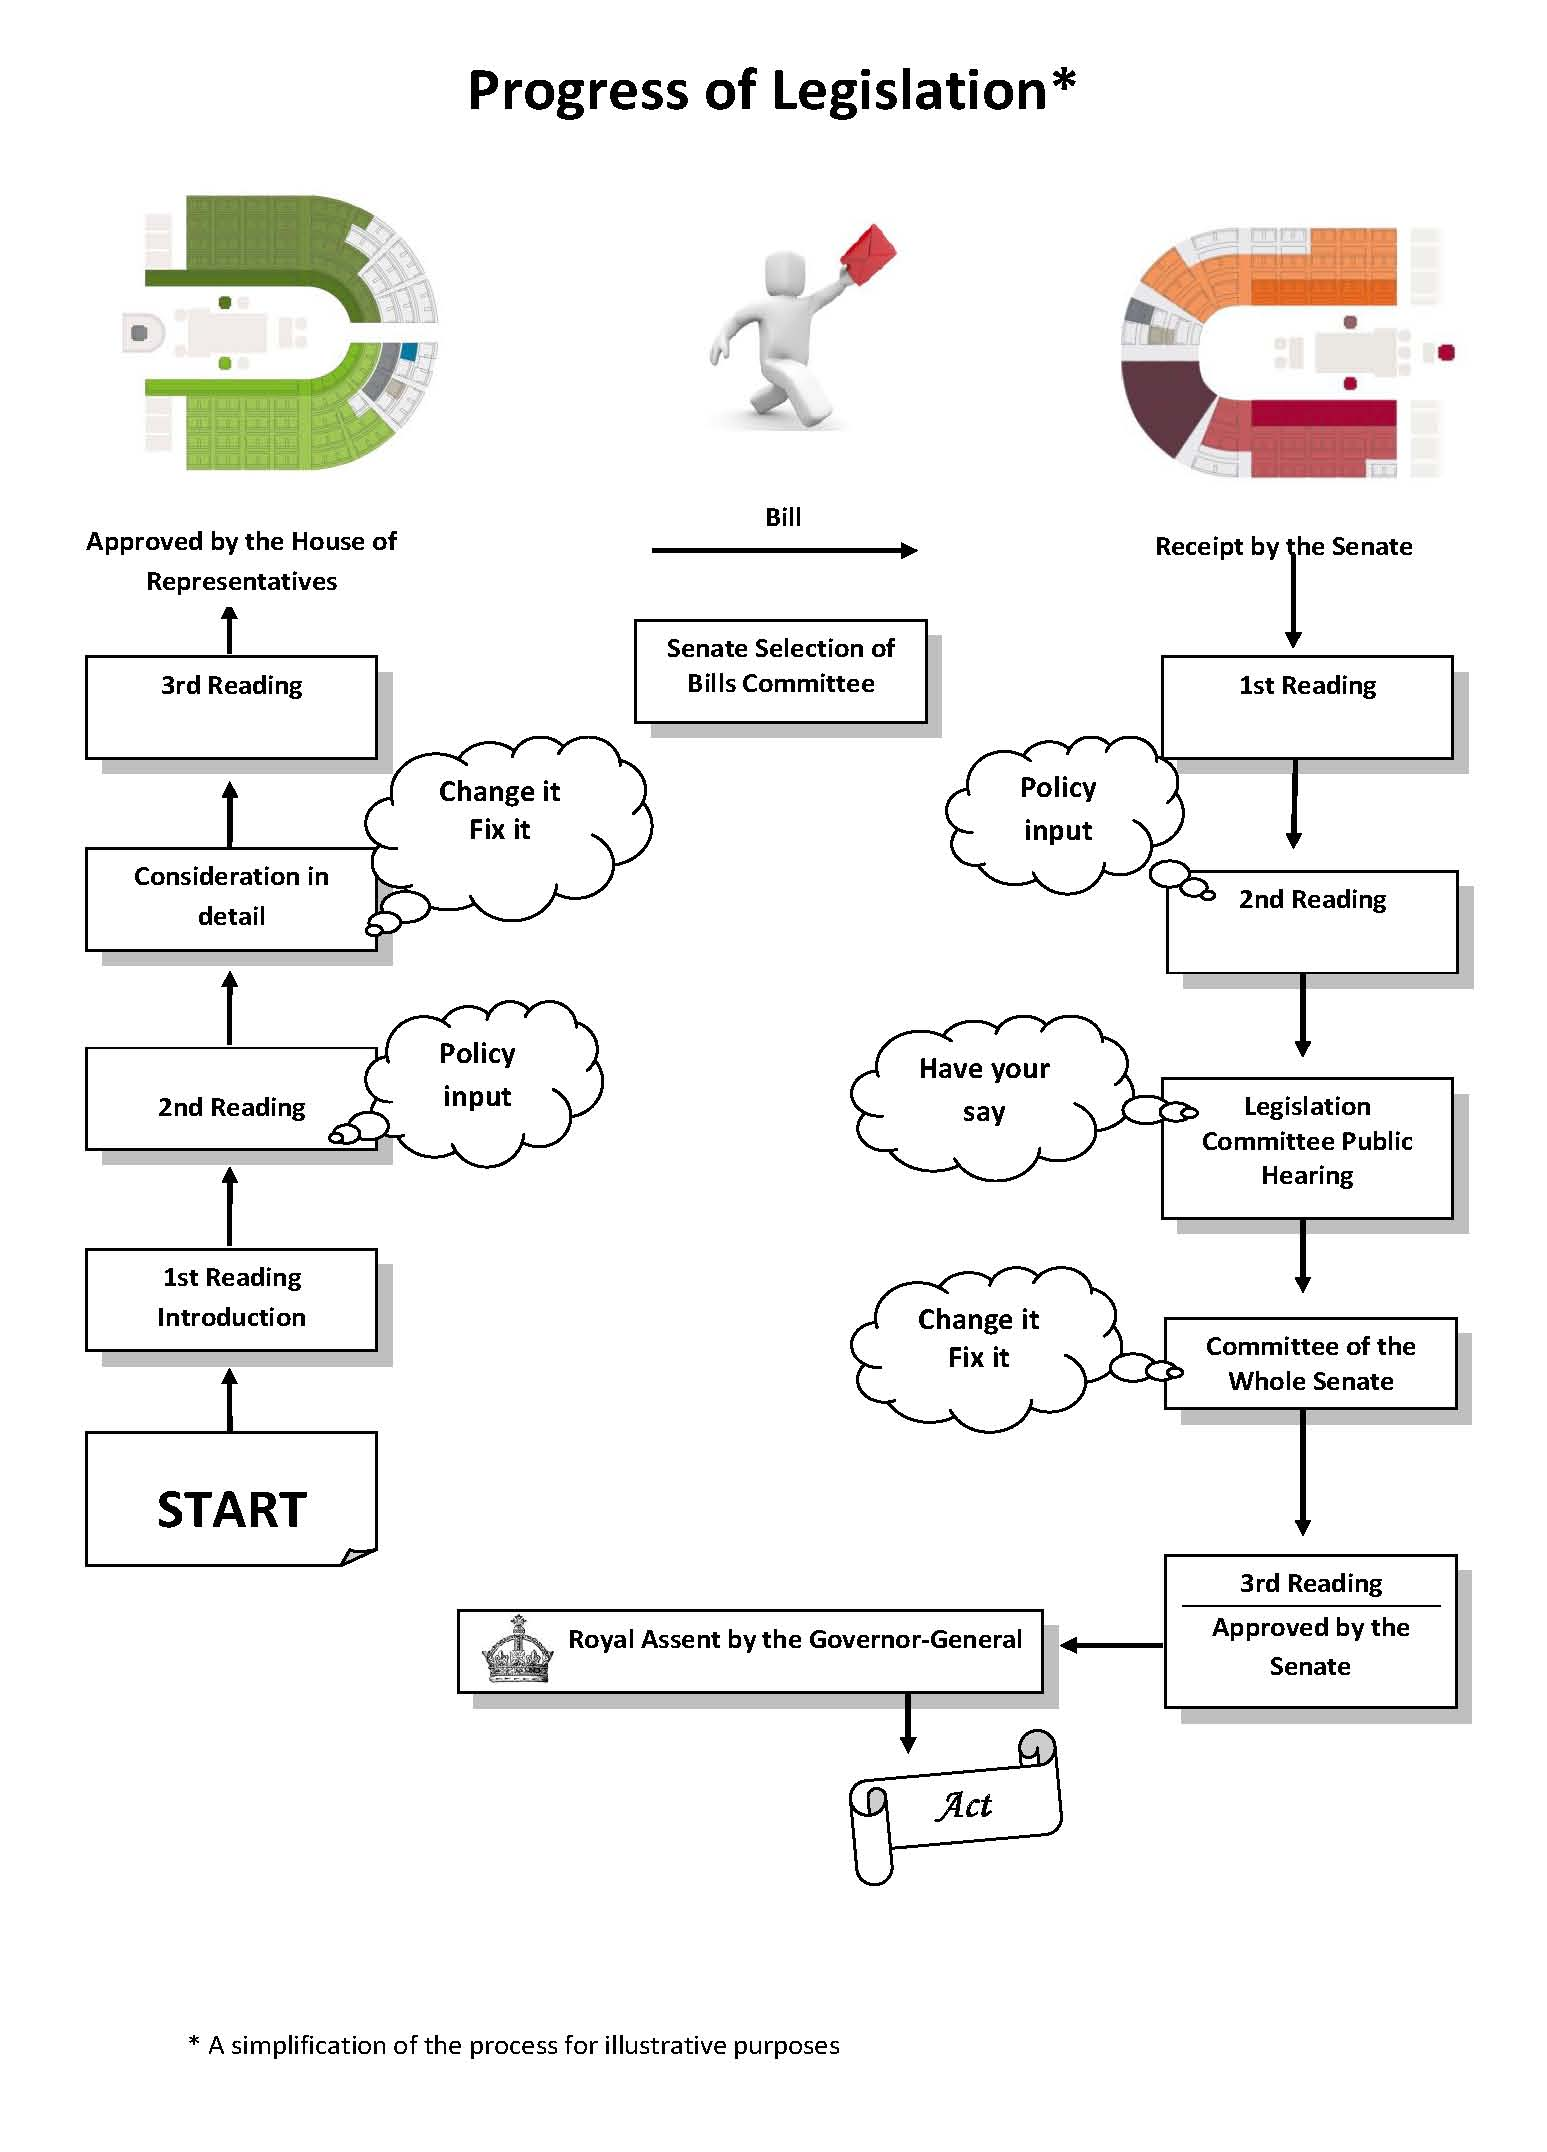 Progress of Legislation*
Approved by the House of
Representatives
Bill
Receipt by the Senate
Senate Selection of
Bills Committee
3rd Reading
Change it
Fix it
Consideration in
detail
Policy
input
2nd Reading
1st Reading
Introduction
START
1st Reading
Policy
input
2nd Reading
Have your
say
Legislation
Committee Public
Hearing
Change it
Fix it
Committee of the
Whole Senate
3rd Reading
Approved by the
Senate
Royal Assent by the Governor-General
Act
* A simplification of the process for illustrative purposes